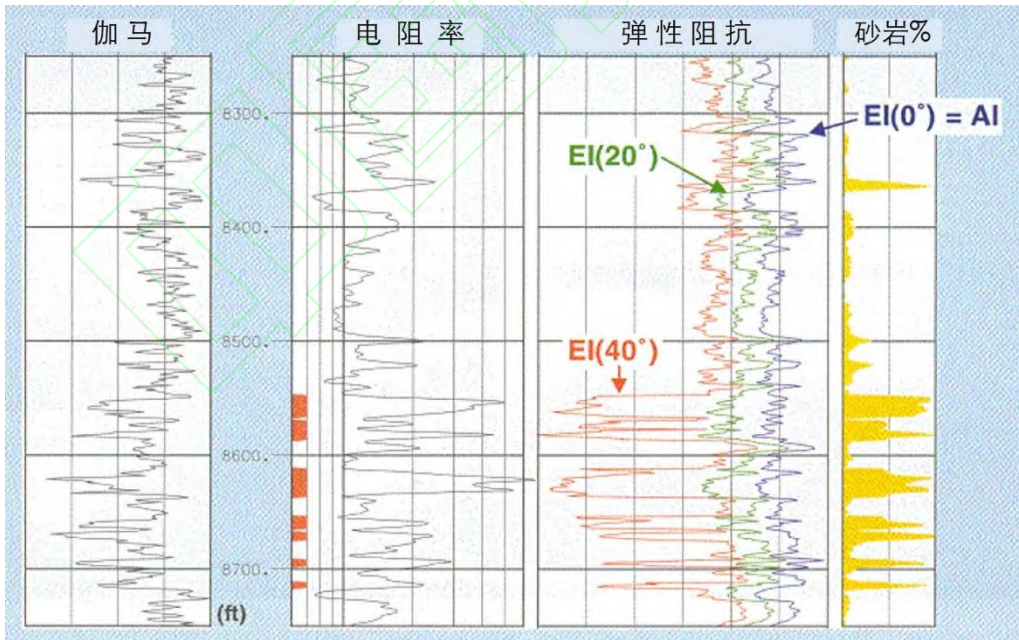 伽马
电阻率
弹性阻抗
砂岩%
8300.
EI(0˚) = AI
EI(20˚)
8400.
8500.
EI(40˚)
8600.
8700.
(ft)